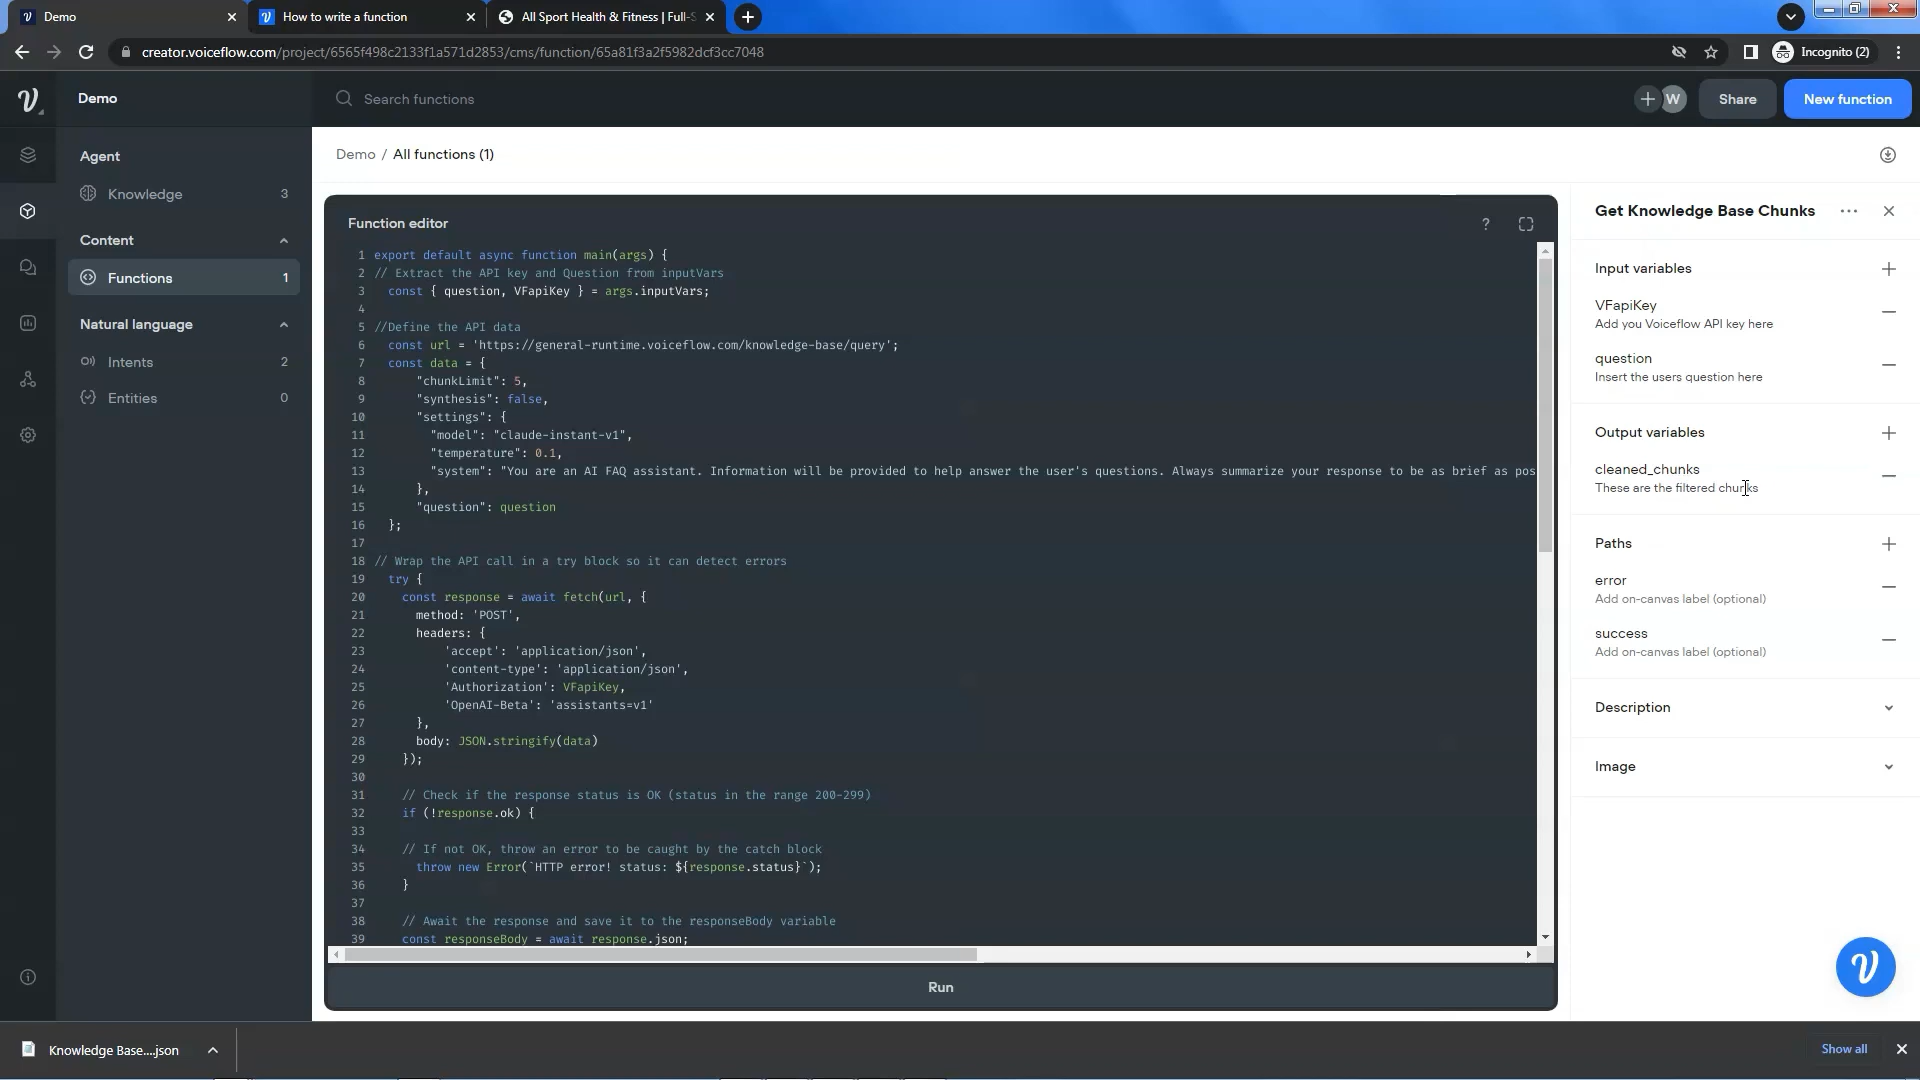 Demo
How to write a function
All Sport Health & Fitness | Full-S
creator.voiceflow.com/project/6565f498c2133f1a571d2853/cms/function/65a81f3a2f5982dcf3cc7048
Incognito (2)
Demo
Search functions
W
Share
New function
Agent
Knowledge 3
Content
Functions 1
Natural language
Intents 2
Entities 0
Demo / All functions (1)
Function editor
?
1 export default async function main(args) {
2 // Extract the API key and Question from inputVars
3 const { question, VFapiKey } = args.inputVars;
4
5 //Define the API data
6 const url = 'https://general-runtime.voiceflow.com/knowledge-base/query';
7 const data = {
8 "chunkLimit": 5,
9 "synthesis": false,
10 "settings": {
11 "model": "claude-instant-v1",
12 "temperature": 0.1,
13 "system": "You are an AI FAQ assistant. Information will be provided to help answer the user's questions. Always summarize your response to be as brief as pos
14 },
15 "question": question
16 };
17
18 // Wrap the API call in a try block so it can detect errors
19 try {
20 const response = await fetch(url, {
21 method: 'POST',
22 headers: {
23 'accept': 'application/json',
24 'content-type': 'application/json',
25 'Authorization': VFapiKey,
26 'OpenAI-Beta': 'assistants=v1'
27 },
28 body: JSON.stringify(data)
29 });
30
31 // Check if the response status is OK (status in the range 200-299)
32 if (!response.ok) {
33
34 // If not OK, throw an error to be caught by the catch block
35 throw new Error(`HTTP error! status: ${response.status}`);
36 }
37
38 // Await the response and save it to the responseBody variable
39 const responseBody = await response.json;
Run
Get Knowledge Base Chunks
Input variables
VFapiKey
Add you Voiceflow API key here
question
Insert the users question here
Output variables
cleaned_chunks
These are the filtered chunks
Paths
error
Add on-canvas label (optional)
success
Add on-canvas label (optional)
Description
Image
Knowledge Base....json
Show all